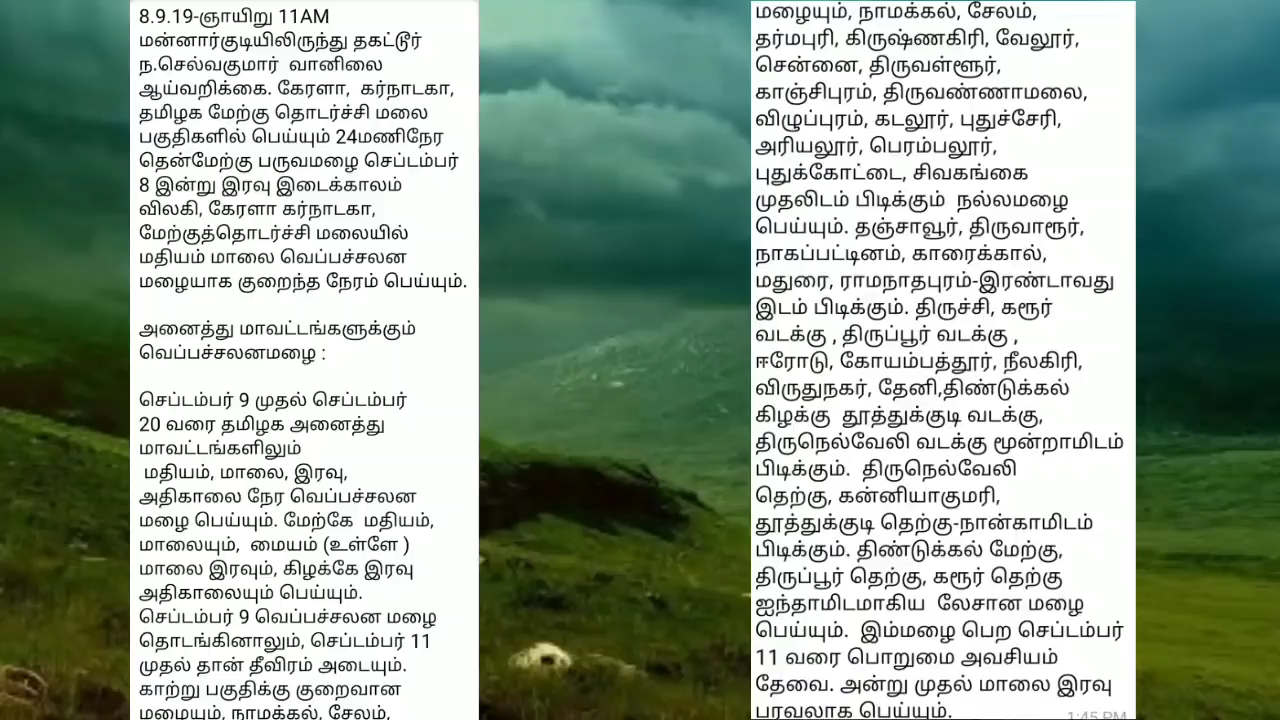 8.9.19-ஞாயிறு 11AM
மன்னார்குடியிலிருந்து தகட்டூர்
ந.செல்வகுமார் வானிலை
ஆய்வறிக்கை. கேரளா, கர்நாடகா,
தமிழக மேற்கு தொடர்ச்சி மலை
பகுதிகளில் பெய்யும் 24மணிநேர
தென்மேற்கு பருவமழை செப்டம்பர்
8 இன்று இரவு இடைக்காலம்
விலகி, கேரளா கர்நாடகா,
மேற்குத்தொடர்ச்சி மலையில்
மதியம் மாலை வெப்பச்சலன
மழையாக குறைந்த நேரம் பெய்யும்.
அனைத்து மாவட்டங்களுக்கும்
வெப்பச்சலனமழை :
செப்டம்பர் 9 முதல் செப்டம்பர்
20 வரை தமிழக அனைத்து
மாவட்டங்களிலும்
மதியம், மாலை, இரவு,
அதிகாலை நேர வெப்பச்சலன
மழை பெய்யும். மேற்கே மதியம்,
மாலையும், மையம் (உள்ளே )
மாலை இரவும், கிழக்கே இரவு
அதிகாலையும் பெய்யும்.
செப்டம்பர் 9 வெப்பச்சலன மழை
தொடங்கினாலும், செப்டம்பர் 11
முதல் தான் தீவிரம் அடையும்.
காற்று பகுதிக்கு குறைவான
மழையும், நாமக்கல், சேலம்,
மழையும், நாமக்கல், சேலம்,
தர்மபுரி, கிருஷ்ணகிரி, வேலூர்,
சென்னை, திருவள்ளூர்,
காஞ்சிபுரம், திருவண்ணாமலை,
விழுப்புரம், கடலூர், புதுச்சேரி,
அரியலூர், பெரம்பலூர்,
புதுக்கோட்டை, சிவகங்கை
முதலிடம் பிடிக்கும் நல்லமழை
பெய்யும். தஞ்சாவூர், திருவாரூர்,
நாகப்பட்டினம், காரைக்கால்,
மதுரை, ராமநாதபுரம்-இரண்டாவது
இடம் பிடிக்கும். திருச்சி, கரூர்
வடக்கு , திருப்பூர் வடக்கு ,
ஈரோடு, கோயம்பத்தூர், நீலகிரி,
விருதுநகர், தேனி,திண்டுக்கல்
கிழக்கு தூத்துக்குடி வடக்கு,
திருநெல்வேலி வடக்கு மூன்றாமிடம்
பிடிக்கும். திருநெல்வேலி
தெற்கு, கன்னியாகுமரி,
தூத்துக்குடி தெற்கு-நான்காமிடம்
பிடிக்கும். திண்டுக்கல் மேற்கு,
திருப்பூர் தெற்கு, கரூர் தெற்கு
ஐந்தாமிடமாகிய லேசான மழை
பெய்யும். இம்மழை பெற செப்டம்பர்
11 வரை பொறுமை அவசியம்
தேவை. அன்று முதல் மாலை இரவு
பரவலாக பெய்யும்.
1:45 PM